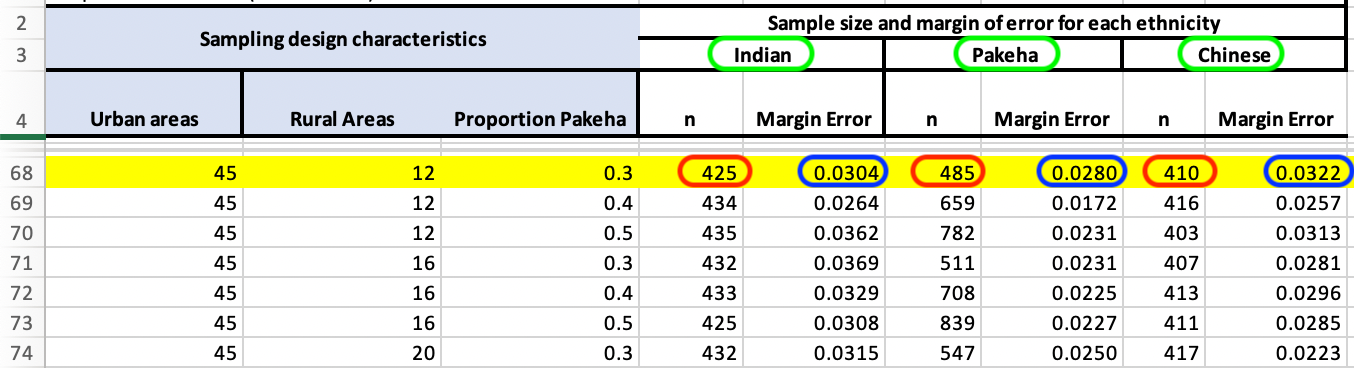 2 Sample size and margin of error for each ethnicity
Sampling design characteristics
3 Indian Pakeha Chinese
4 Urban areas Rural Areas Proportion Pakeha n Margin Error n Margin Error n Margin Error
68 45 12 0.3 425 0.0304 485 0.0280 410 0.0322
69 45 12 0.4 434 0.0264 659 0.0172 416 0.0257
70 45 12 0.5 435 0.0362 782 0.0231 403 0.0313
71 45 16 0.3 432 0.0369 511 0.0231 407 0.0281
72 45 16 0.4 433 0.0329 708 0.0225 413 0.0296
73 45 16 0.5 425 0.0308 839 0.0227 411 0.0285
74 45 20 0.3 432 0.0315 547 0.0250 417 0.0223